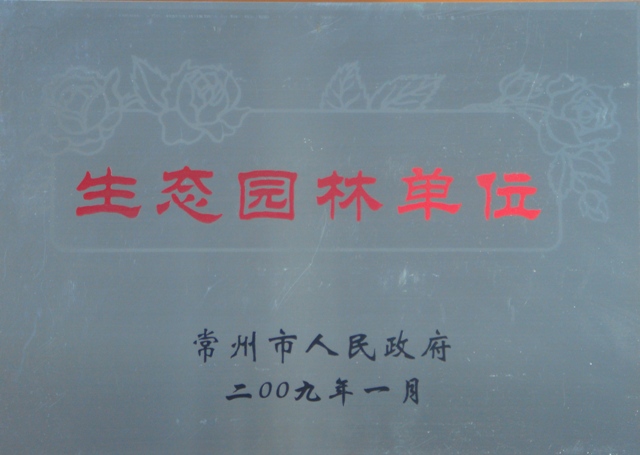 生态园林单位
常州市人民政府
二00九年一月